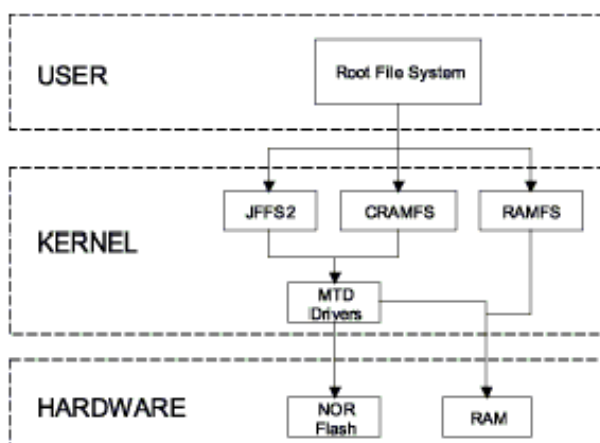 USER
Root File System
JFFS2
CRAMFS
RAMFS
KERNEL
MTD
Drivers
HARDWARE
NOR
Flash
RAM